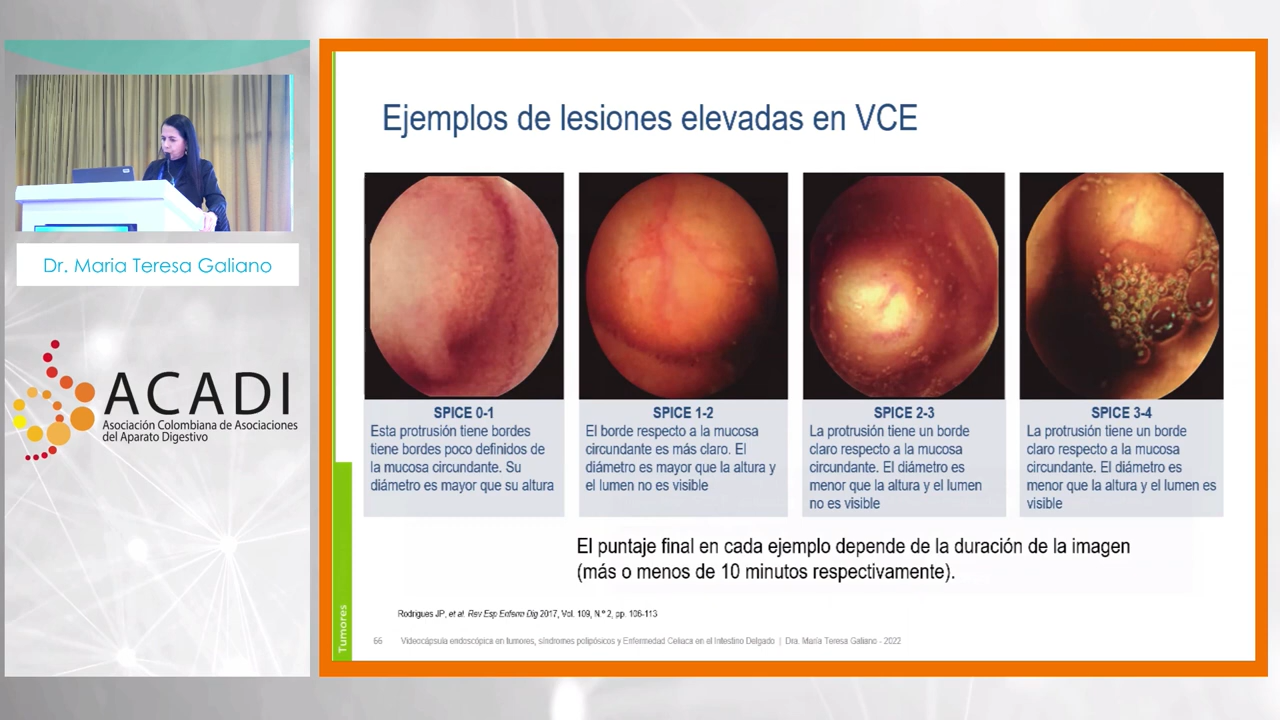 Ejemplos de lesiones elevadas en VCE
Dr. Maria Teresa Galiano
ACADI
Asociación Colombiana de Asociaciones
del Aparato Digestivo
SPICE 0-1
Esta protrusión tiene bordes
tiene bordes poco definidos de
la mucosa circundante. Su
diámetro es mayor que su altura
SPICE 1-2
El borde respecto a la mucosa
circundante es más claro. El
diámetro es mayor que la altura y
el lumen no es visible
SPICE 2-3
La protrusión tiene un borde
claro respecto a la mucosa
circundante. El diámetro es
menor que la altura y el lumen
no es visible
SPICE 3-4
La protrusión tiene un borde
claro respecto a la mucosa
circundante. El diámetro es
menor que la altura y el lumen es
visible
El puntaje final en cada ejemplo depende de la duración de la imagen
(más o menos de 10 minutos respectivamente).
Rodrigues JP, et al. Rev Esp Enferm Dig 2017, Vol. 109, N.º 2, pp. 106-113
Tumores
66 Videocápsula endoscópica en tumores, síndromes polipósicos y Enfermedad Celiaca en el Intestino Delgado | Dra. María Teresa Galiano - 2022